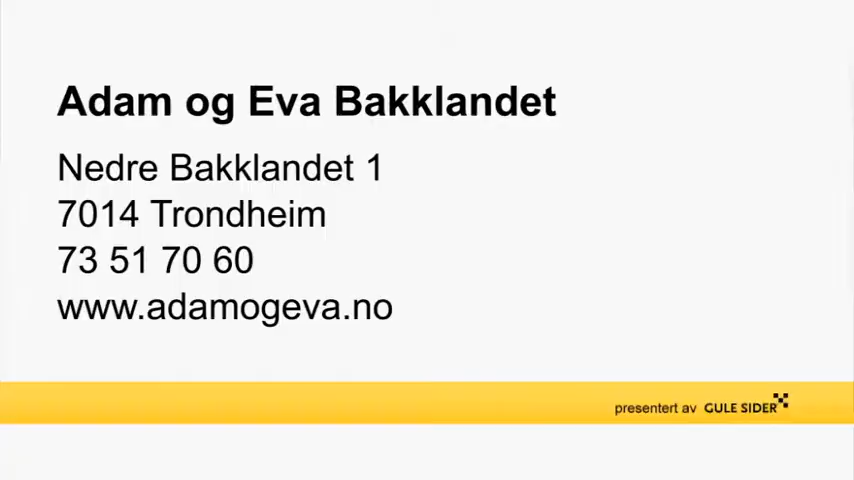 Adam og Eva Bakklandet
Nedre Bakklandet 1
7014 Trondheim
73 51 70 60
www.adamogeva.no
presentert av GULE SIDER